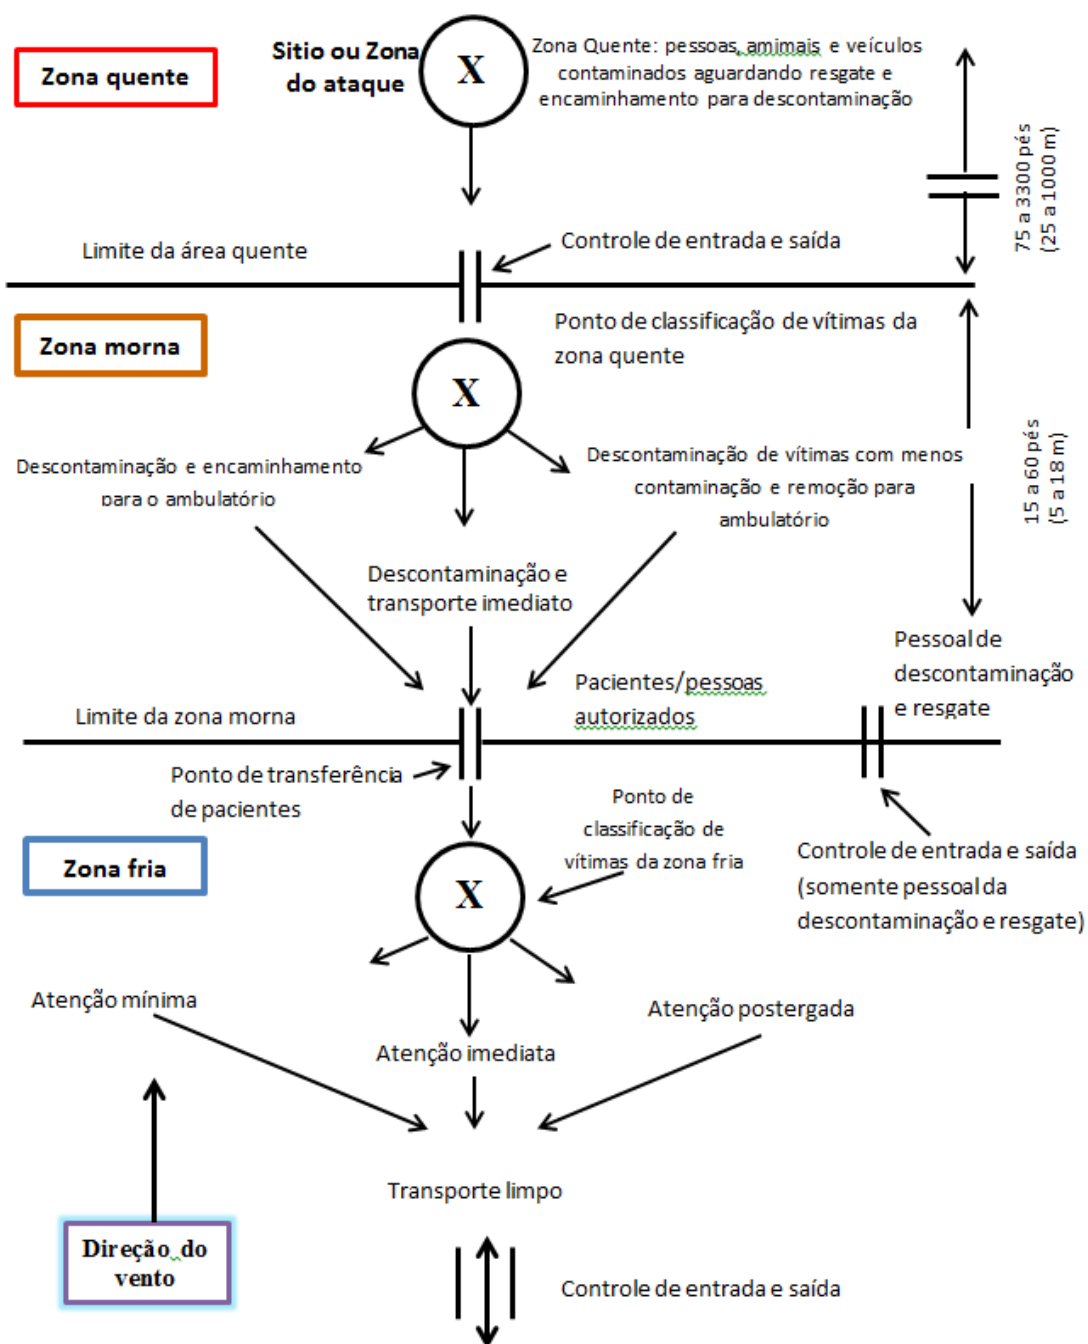 Zona quente
Sitio ou Zona
do ataque
X
Zona Quente: pessoas, amimais e veículos
contaminados aguardando resgate e
encaminhamento para descontaminação
75 a 3300 pés
(25 a 1000 m)
Limite da área quente
Controle de entrada e saída
Zona morna
Ponto de classificação de vítimas da
zona quente
X
Descontaminação e encaminhamento
para o ambulatório
Descontaminação de vítimas com menos
contaminação e remoção para
ambulatório
15 a 60 pés
(5 a 18 m)
Descontaminação e
transporte imediato
Pessoal de
descontaminação
e resgate
Pacientes/pessoas
autorizados
Limite da zona morna
Ponto de transferência
de pacientes
Ponto de
classificação de
vítimas da zona fria
Zona fria
X
Controle de entrada e saída
(somente pessoal da
descontaminação e resgate)
Atenção mínima
Atenção postergada
Atenção imediata
Transporte limpo
Direção do
vento
Controle de entrada e saída